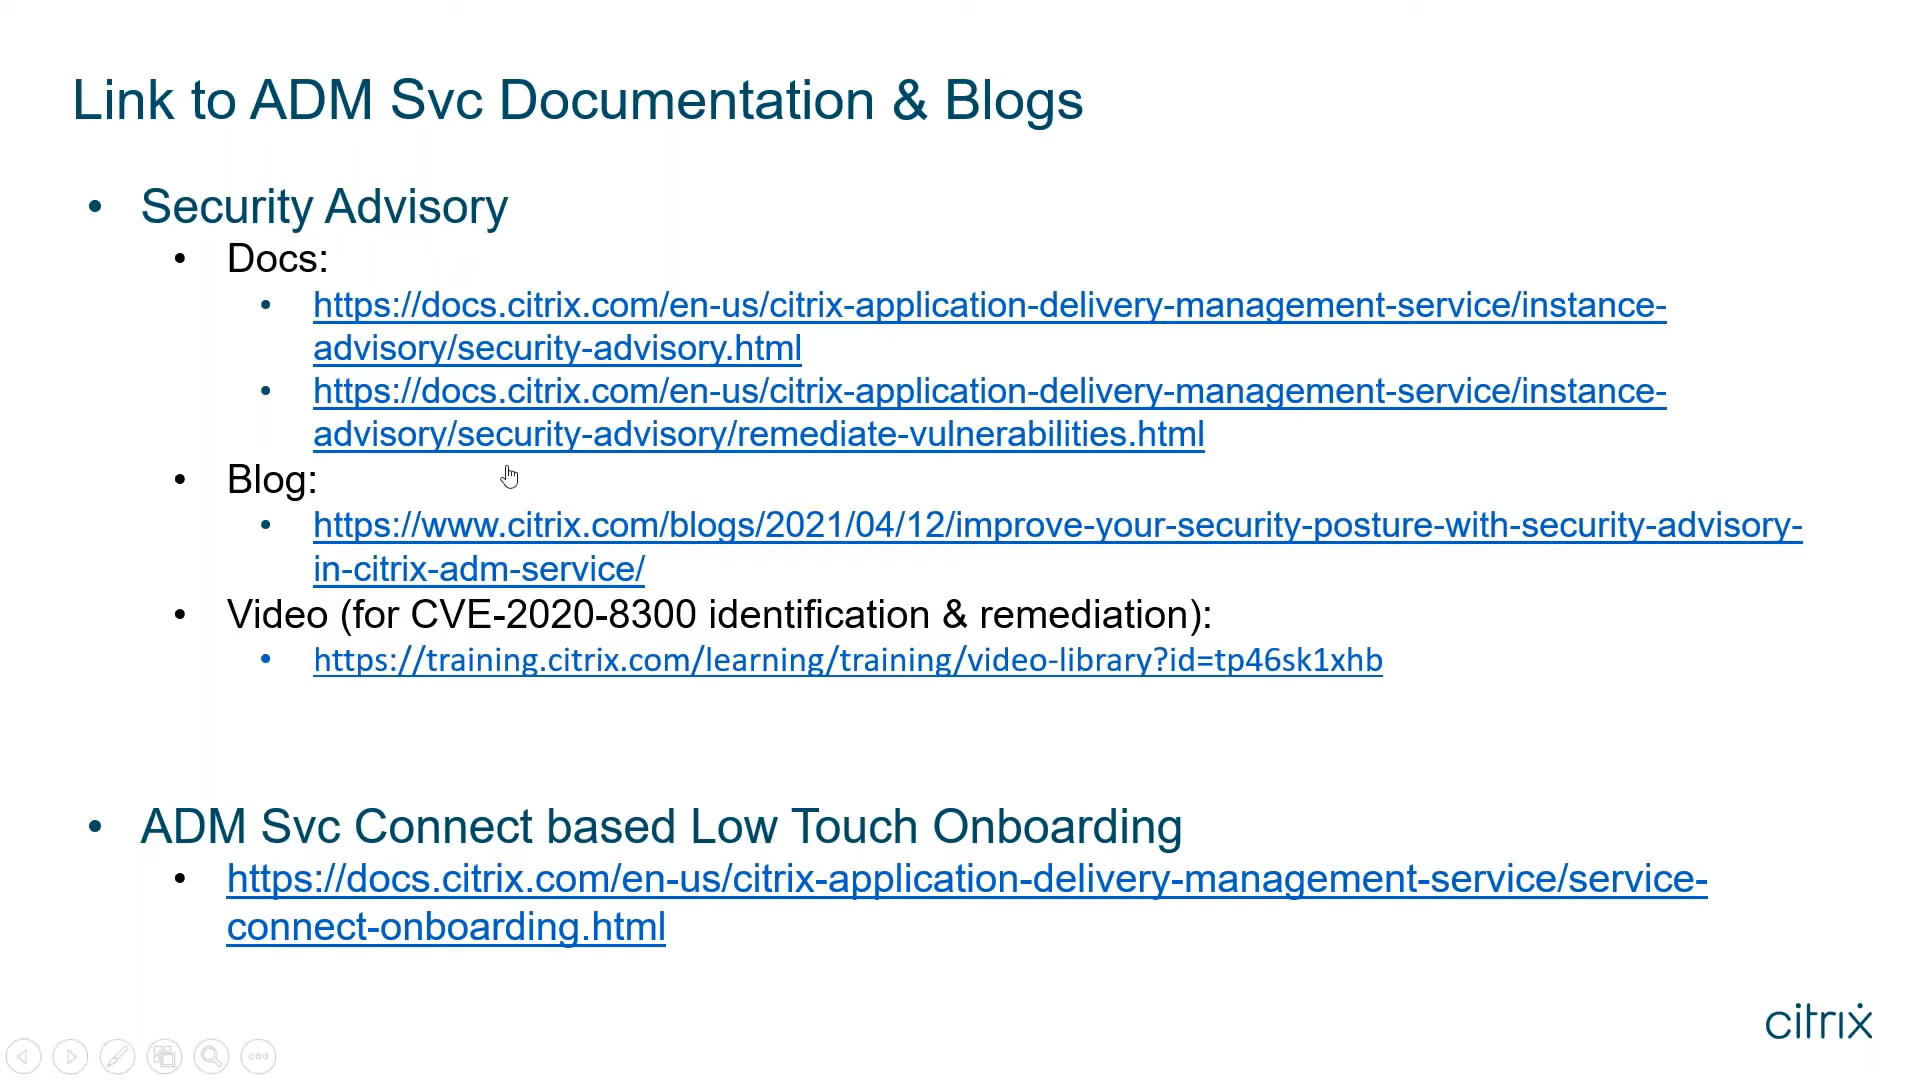 Link to ADM Svc Documentation & Blogs
• Security Advisory
• Docs:
• https://docs.citrix.com/en-us/citrix-application-delivery-management-service/instance-
advisory/security-advisory.html
• https://docs.citrix.com/en-us/citrix-application-delivery-management-service/instance-
advisory/security-advisory/remediate-vulnerabilities.html
• Blog:
• https://www.citrix.com/blogs/2021/04/12/improve-your-security-posture-with-security-advisory-
in-citrix-adm-service/
• Video (for CVE-2020-8300 identification & remediation):
• https://training.citrix.com/learning/training/video-library?id=tp46sk1xhb
• ADM Svc Connect based Low Touch Onboarding
• https://docs.citrix.com/en-us/citrix-application-delivery-management-service/service-
connect-onboarding.html
citrix